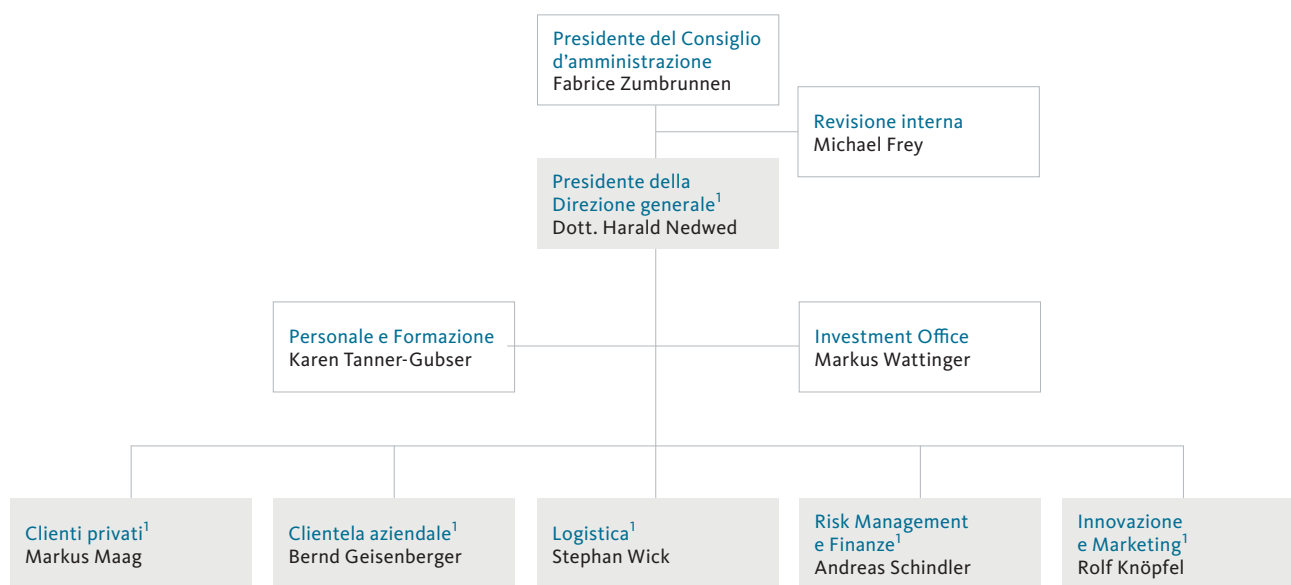 Presidente del Consiglio
d’amministrazione
Fabrice Zumbrunnen
Revisione interna
Michael Frey
Presidente della
Direzione generale¹
Dott. Harald Nedwed
Personale e Formazione
Karen Tanner-Gubser
Investment Office
Markus Wattinger
Clienti privati¹
Markus Maag
Clientela aziendale¹
Bernd Geisenberger
Logistica¹
Stephan Wick
Risk Management
e Finanze¹
Andreas Schindler
Innovazione
e Marketing¹
Rolf Knöpfel